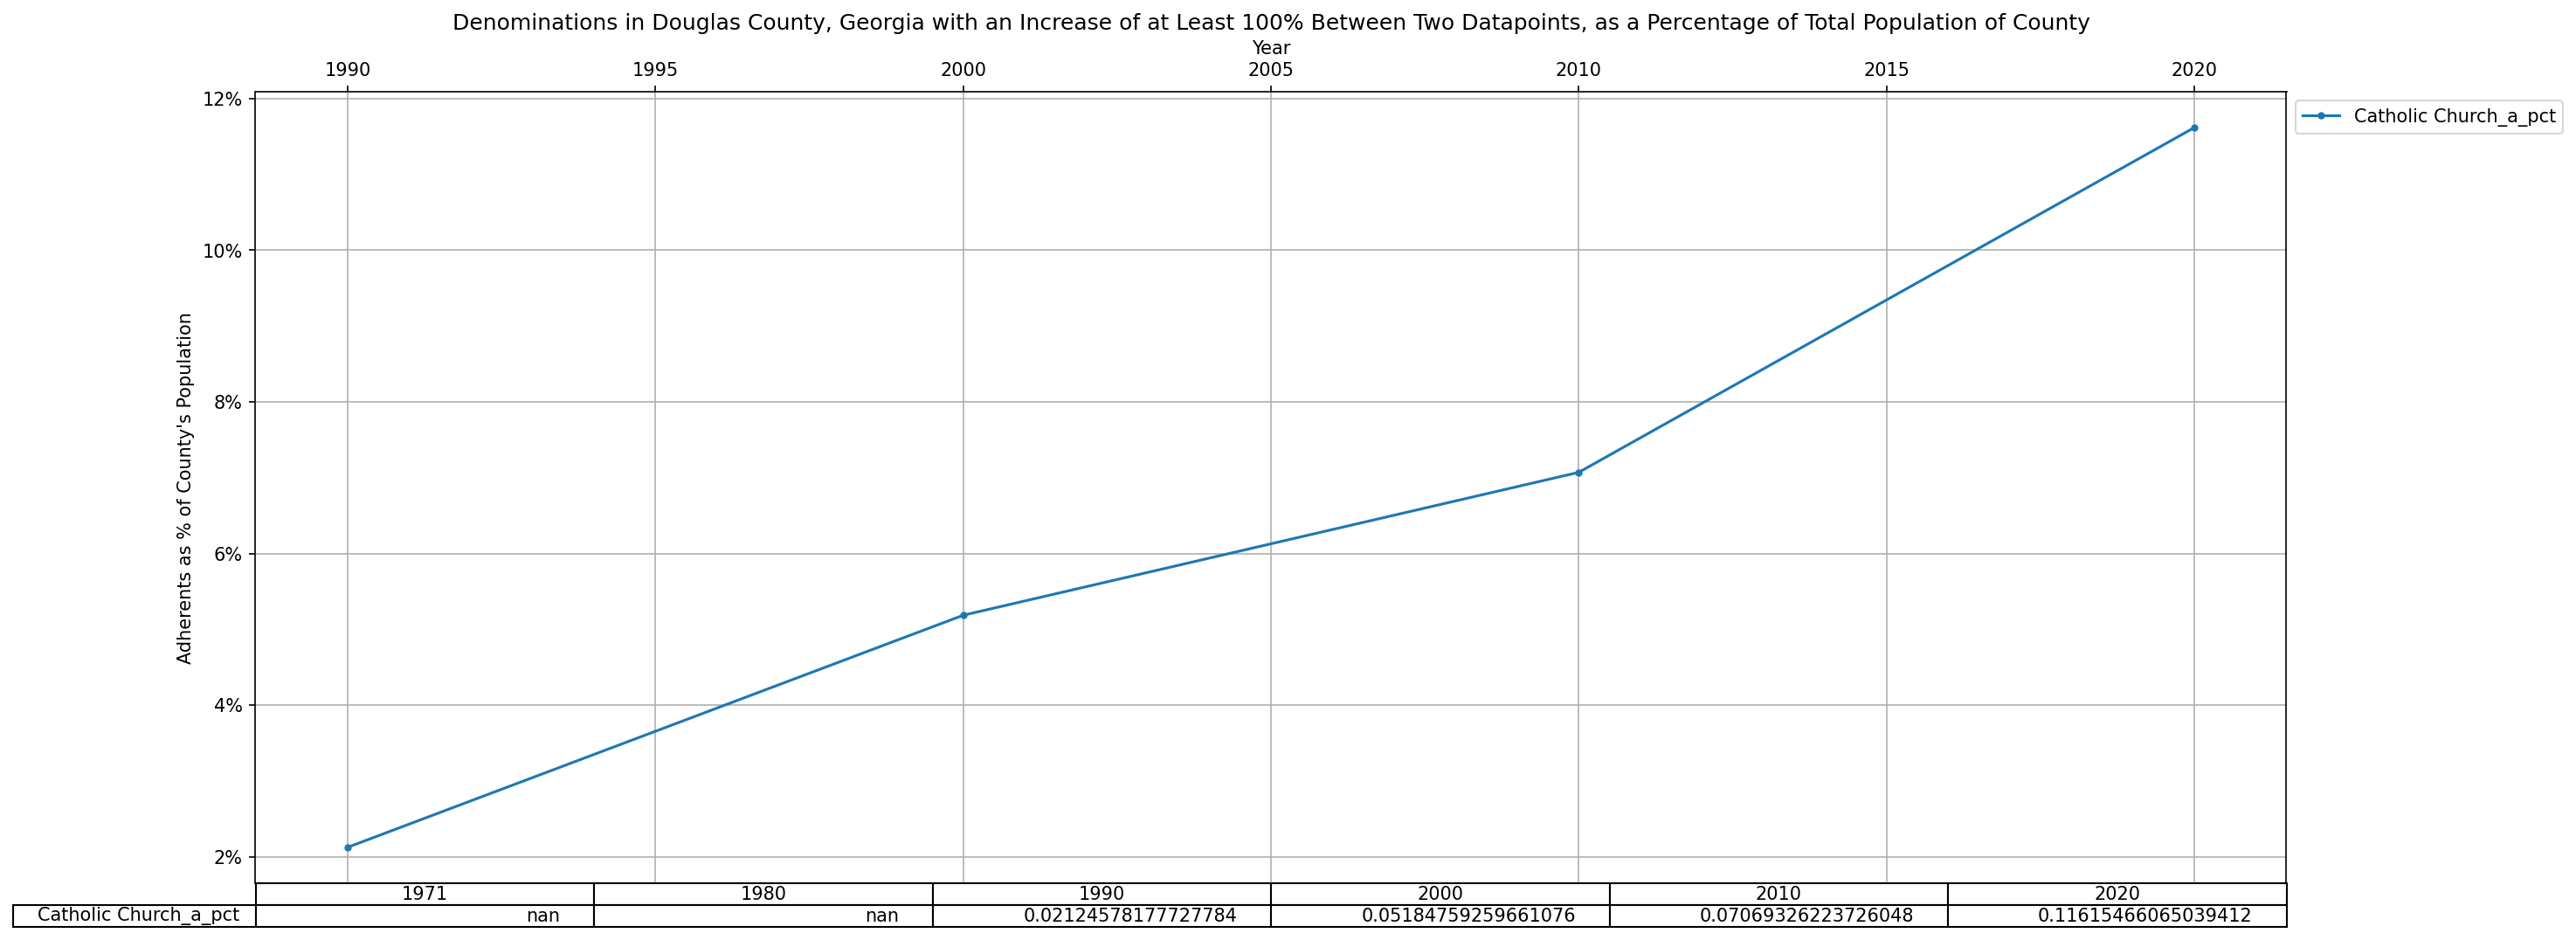 Denominations in Douglas County, Georgia with an Increase of at Least 100% Between Two Datapoints, as a Percentage of Total Population of County
Year
1990 1995 2000 2005 2010 2015 2020
12%
10%
8%
6%
4%
2%
Adherents as % of County's Population
Catholic Church_a_pct
1971 1980 1990 2000 2010 2020
Catholic Church_a_pct nan nan 0.02124578177727784 0.05184759259661076 0.07069326223726048 0.11615466065039412